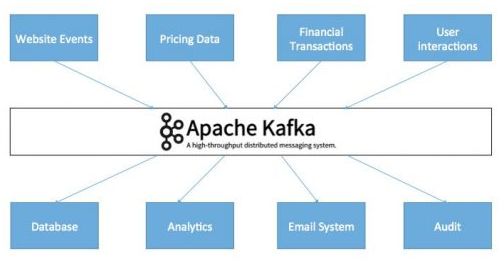 Website Events
Pricing Data
Financial
Transactions
User
interactions
Apache Kafka
A high-throughput distributed messaging system.
Database
Analytics
Email System
Audit